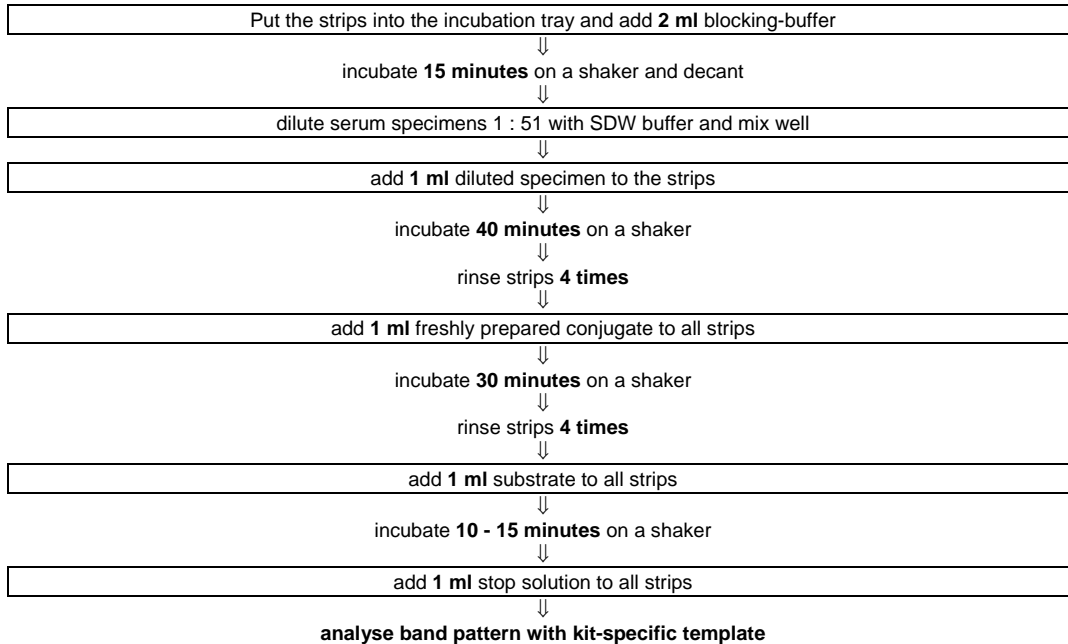 Put the strips into the incubation tray and add 2 ml blocking-buffer
⇓
incubate 15 minutes on a shaker and decant
⇓
dilute serum specimens 1 : 51 with SDW buffer and mix well
⇓
add 1 ml diluted specimen to the strips
⇓
incubate 40 minutes on a shaker
⇓
rinse strips 4 times
⇓
add 1 ml freshly prepared conjugate to all strips
⇓
incubate 30 minutes on a shaker
⇓
rinse strips 4 times
⇓
add 1 ml substrate to all strips
⇓
incubate 10 - 15 minutes on a shaker
⇓
add 1 ml stop solution to all strips
⇓
analyse band pattern with kit-specific template